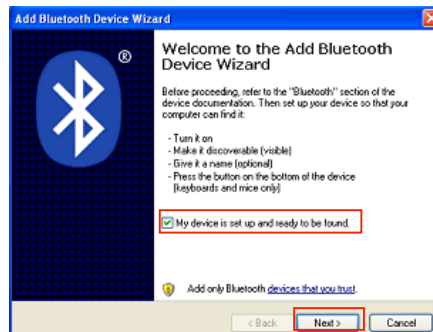 Add Bluetooth Device Wizard
®
Welcome to the Add Bluetooth
Device Wizard
Before proceeding, refer to the "Bluetooth" section of the
device documentation. Then set up your device so that your
computer can find it:
- Turn it on
- Make it discoverable (visible)
- Give it a name (optional)
- Press the button on the bottom of the device
(keyboards and mice only)
My device is set up and ready to be found.
Add only Bluetooth devices that you trust.
< Back Next > Cancel